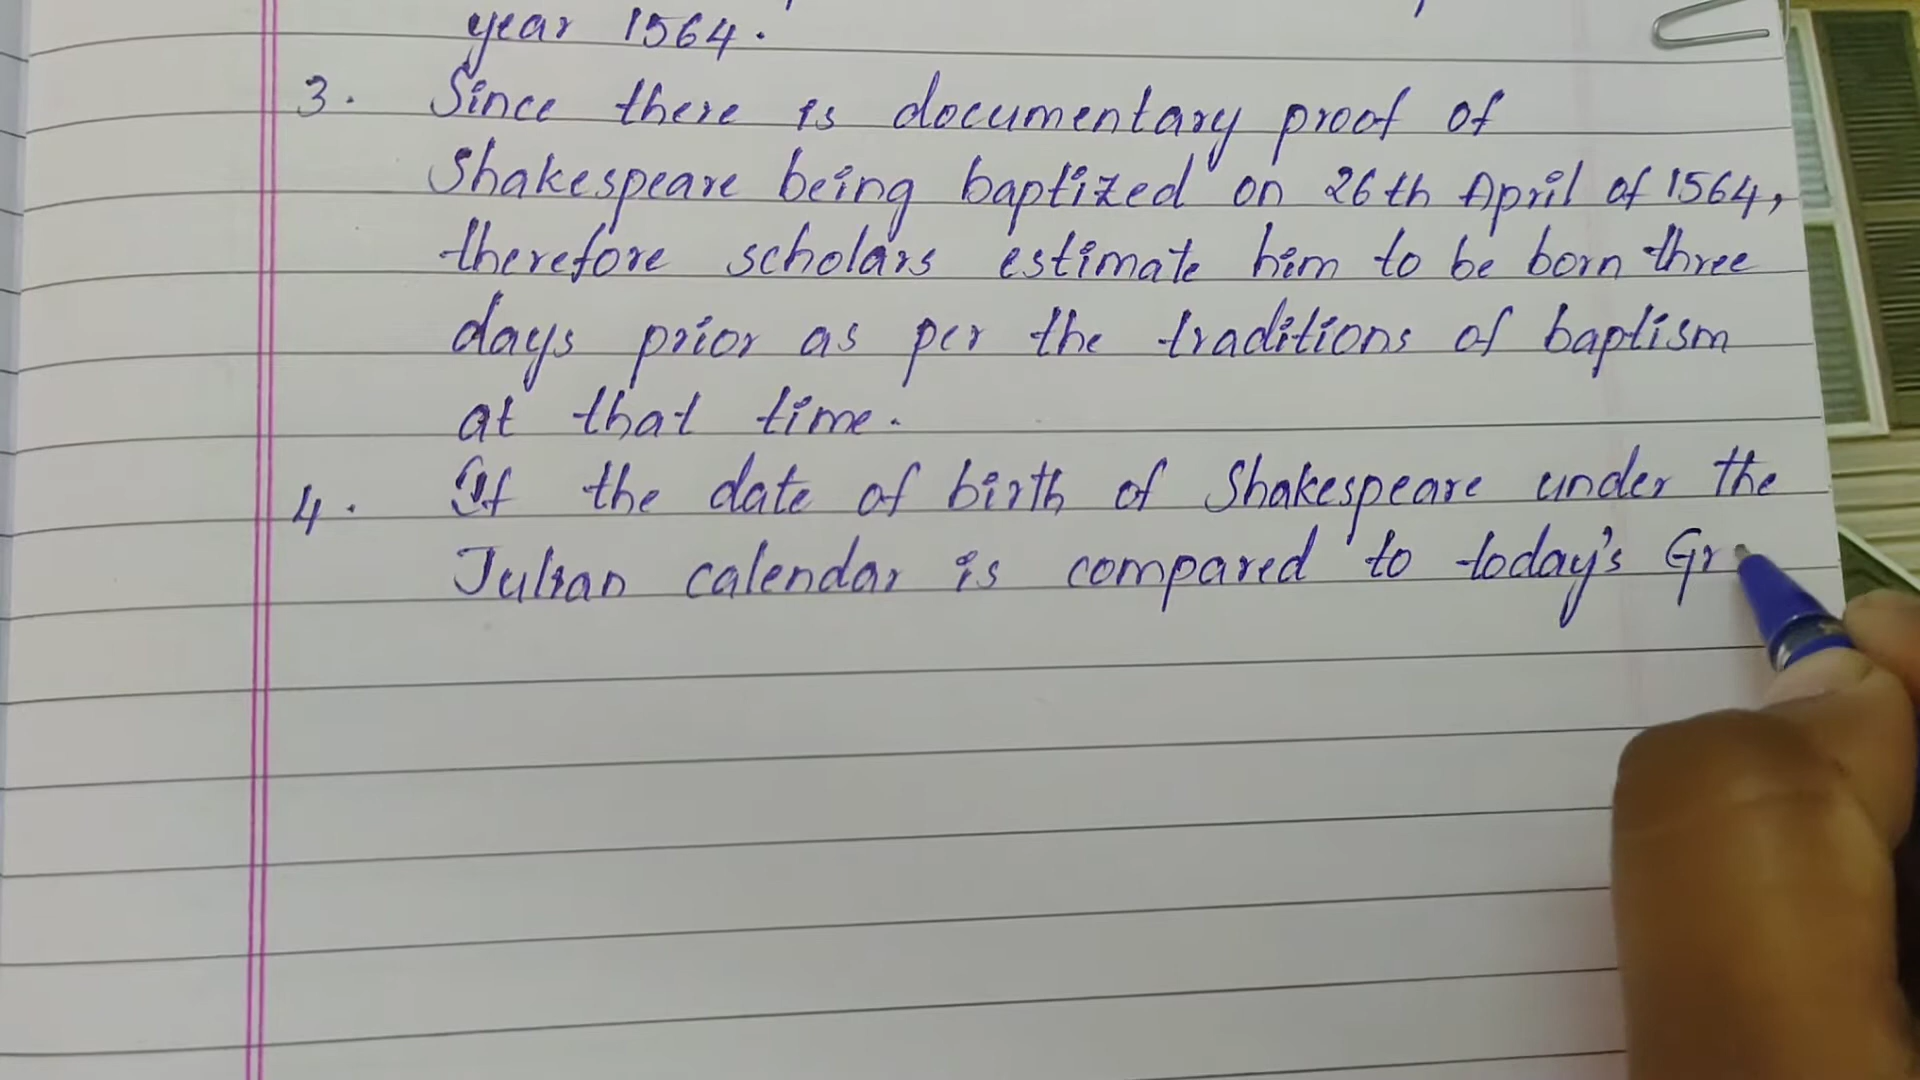 year 1564.
3. Since there is documentary proof of
Shakespeare being baptized on 26th April of 1564,
therefore scholars estimate him to be born three
days prior as per the traditions of baptism
at that time.
4. If the date of birth of Shakespeare under the
Julian calendar is compared to today's Gr